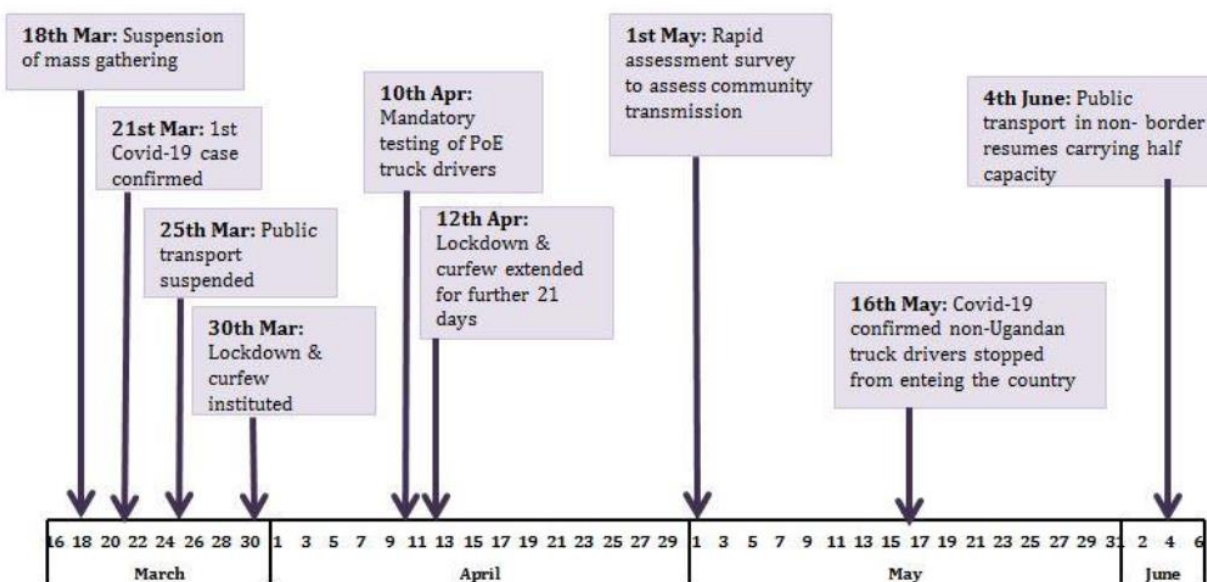 18th Mar: Suspension
of mass gathering
21st Mar: 1st
Covid-19 case
confirmed
25th Mar: Public
transport
suspended
30th Mar:
Lockdown &
curfew
instituted
10th Apr:
Mandatory
testing of PoE
truck drivers
12th Apr:
Lockdown &
curfew extended
for further 21
days
1st May: Rapid
assessment survey
to assess community
transmission
16th May: Covid-19
confirmed non-Ugandan
truck drivers stopped
from enteing the country
4th June: Public
transport in non- border
resumes carrying half
capacity
16 18 20 22 24 26 28 30 1 3 5 7 9 11 13 15 17 19 21 23 25 27 29 1 3 5 7 9 11 13 15 17 19 21 23 25 27 29 31 2 4 6
March April May June